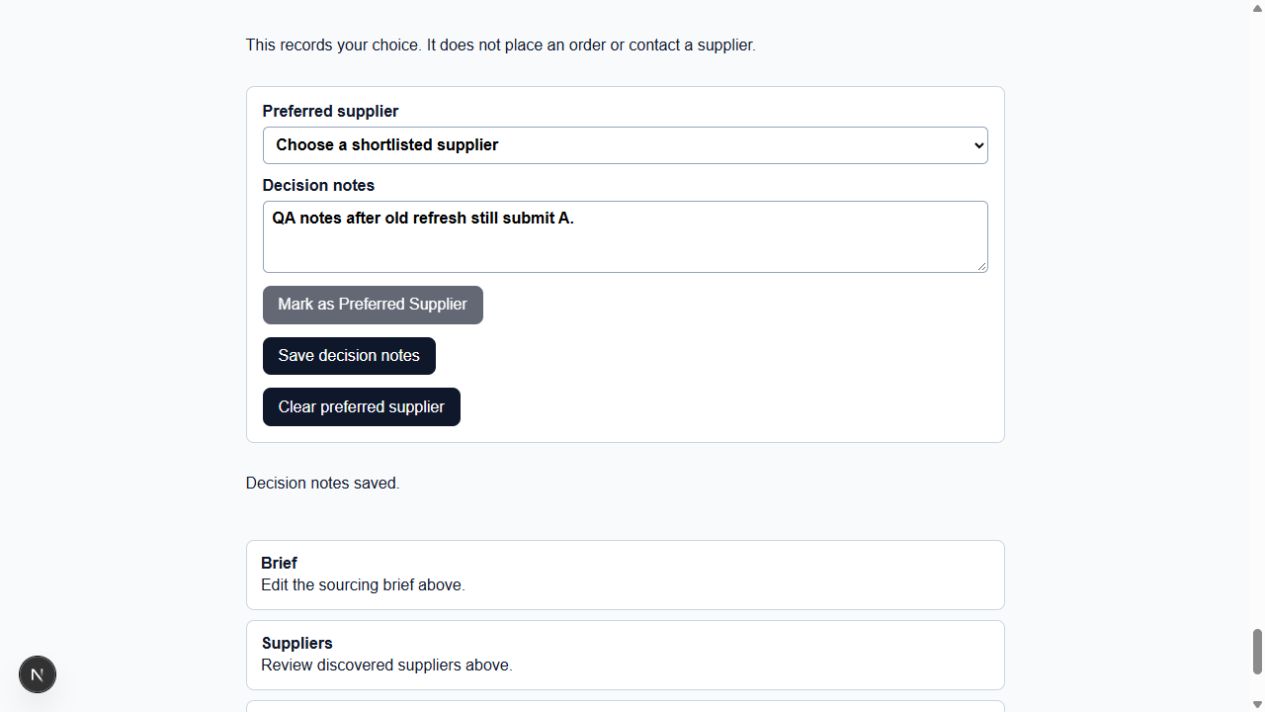 This records your choice. It does not place an order or contact a supplier.
Preferred supplier
Choose a shortlisted supplier
Decision notes
QA notes after old refresh still submit A.
Mark as Preferred Supplier
Save decision notes
Clear preferred supplier
Decision notes saved.
Brief
Edit the sourcing brief above.
Suppliers
Review discovered suppliers above.
N